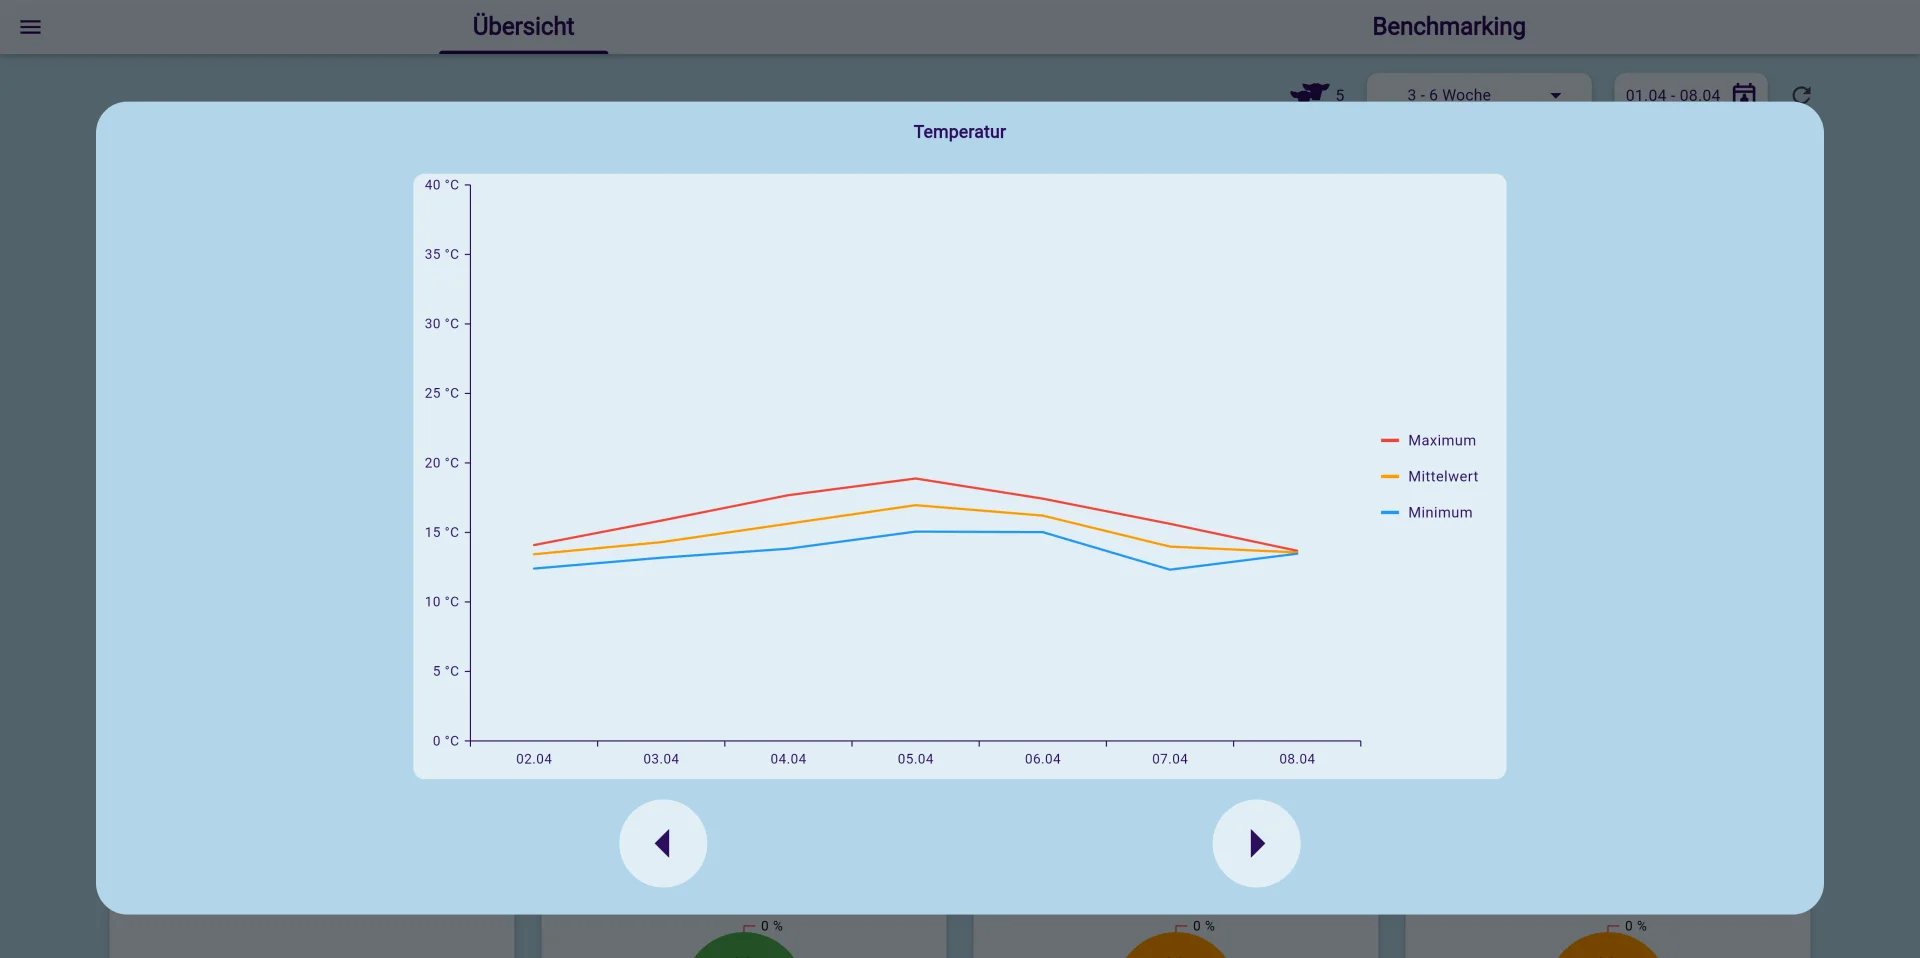 Übersicht
Benchmarking
5
3 - 6 Woche
01.04 - 08.04
Temperatur
40 °C
35 °C
30 °C
25 °C
20 °C
15 °C
10 °C
5 °C
0 °C
02.04
03.04
04.04
05.04
06.04
07.04
08.04
Maximum
Mittelwert
Minimum
0 %
0 %
0 %